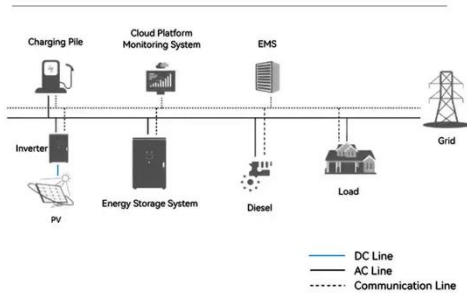 Charging Pile
Cloud Platform
Monitoring System
EMS
Grid
Inverter
PV
Energy Storage System
Diesel
Load
DC Line
AC Line
Communication Line